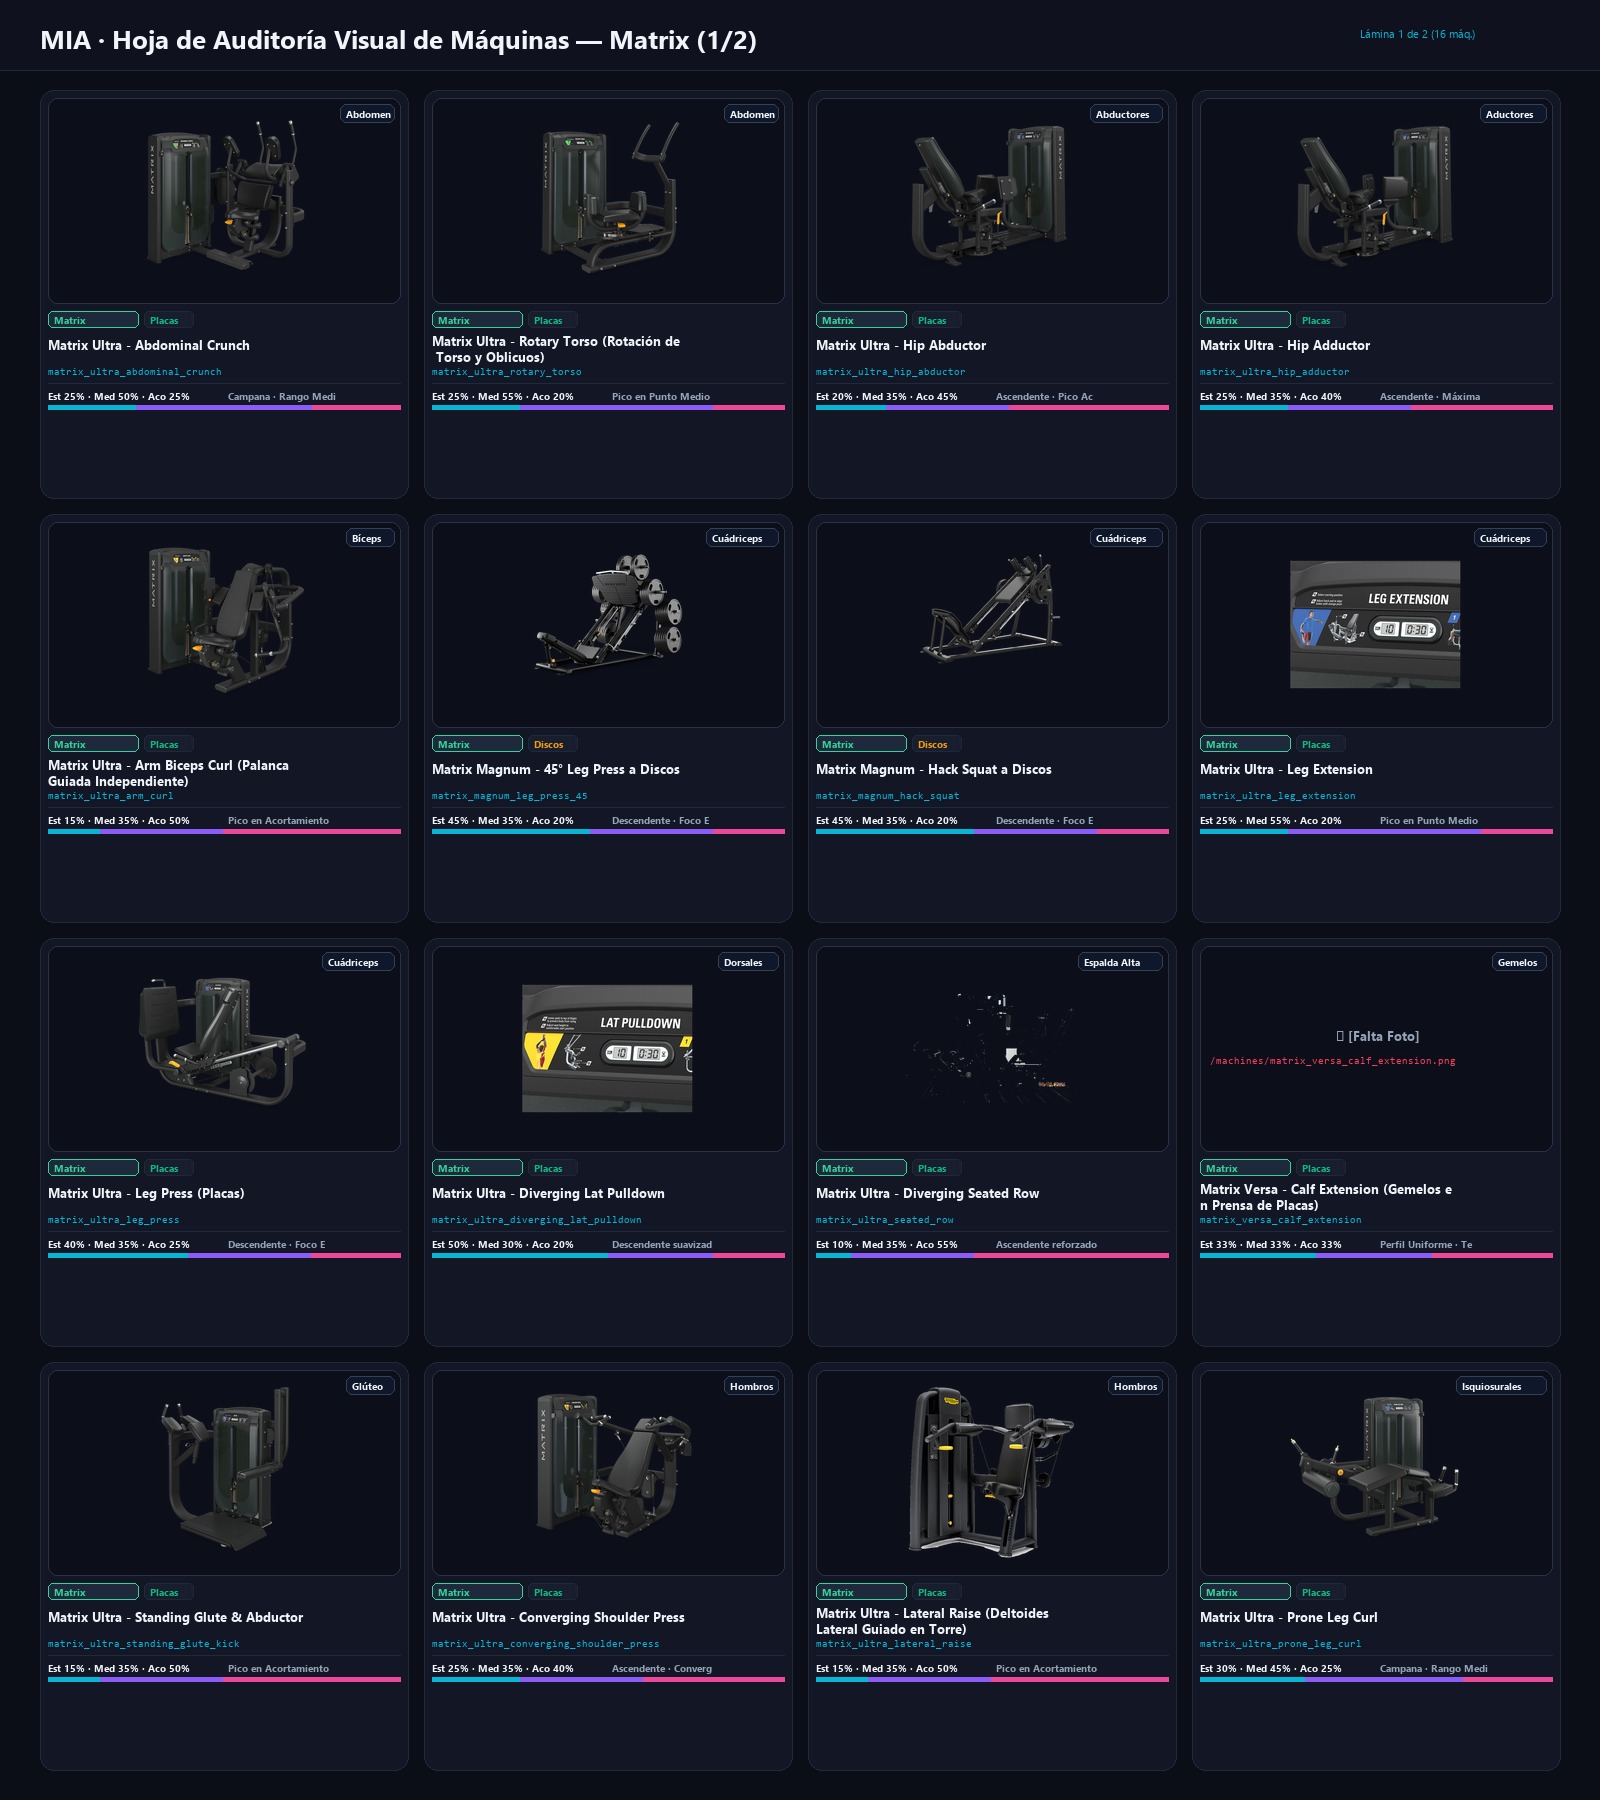 MIA · Hoja de Auditoría Visual de Máquinas — Matrix (1/2)
Lámina 1 de 2 (16 máq.)
Abdomen
MATRIX
Matrix
Placas
Matrix Ultra - Abdominal Crunch
matrix_ultra_abdominal_crunch
Est 25% · Med 50% · Aco 25%
Campana · Rango Medi
Abdomen
MATRIX
Matrix
Placas
Matrix Ultra - Rotary Torso (Rotación de
Torso y Oblicuos)
matrix_ultra_rotary_torso
Est 25% · Med 55% · Aco 20%
Pico en Punto Medio
Abductores
MATRIX
Matrix
Placas
Matrix Ultra - Hip Abductor
matrix_ultra_hip_abductor
Est 20% · Med 35% · Aco 45%
Ascendente · Pico Ac
Aductores
MATRIX
Matrix
Placas
Matrix Ultra - Hip Adductor
matrix_ultra_hip_adductor
Est 25% · Med 35% · Aco 40%
Ascendente · Máxima
Bíceps
MATRIX
Matrix
Placas
Matrix Ultra - Arm Biceps Curl (Palanca
Guiada Independiente)
matrix_ultra_arm_curl
Est 15% · Med 35% · Aco 50%
Pico en Acortamiento
Cuádriceps
Matrix
Discos
Matrix Magnum - 45° Leg Press a Discos
matrix_magnum_leg_press_45
Est 45% · Med 35% · Aco 20%
Descendente · Foco E
Cuádriceps
Matrix
Discos
Matrix Magnum - Hack Squat a Discos
matrix_magnum_hack_squat
Est 45% · Med 35% · Aco 20%
Descendente · Foco E
Cuádriceps
LEG EXTENSION
10
0:30
1
Matrix
Placas
Matrix Ultra - Leg Extension
matrix_ultra_leg_extension
Est 25% · Med 55% · Aco 20%
Pico en Punto Medio
Cuádriceps
MATRIX
Matrix
Placas
Matrix Ultra - Leg Press (Placas)
matrix_ultra_leg_press
Est 40% · Med 35% · Aco 25%
Descendente · Foco E
Dorsales
LAT PULLDOWN
10
0:30
1
Matrix
Placas
Matrix Ultra - Diverging Lat Pulldown
matrix_ultra_diverging_lat_pulldown
Est 50% · Med 30% · Aco 20%
Descendente suavizad
Espalda Alta
Matrix
Placas
Matrix Ultra - Diverging Seated Row
matrix_ultra_seated_row
Est 10% · Med 35% · Aco 55%
Ascendente reforzado
Gemelos
[Falta Foto]
/machines/matrix_versa_calf_extension.png
Matrix
Placas
Matrix Versa - Calf Extension (Gemelos e
n Prensa de Placas)
matrix_versa_calf_extension
Est 33% · Med 33% · Aco 33%
Perfil Uniforme · Te
Glúteo
Matrix
Placas
Matrix Ultra - Standing Glute & Abductor
matrix_ultra_standing_glute_kick
Est 15% · Med 35% · Aco 50%
Pico en Acortamiento
Hombros
MATRIX
Matrix
Placas
Matrix Ultra - Converging Shoulder Press
matrix_ultra_converging_shoulder_press
Est 25% · Med 35% · Aco 40%
Ascendente · Converg
Hombros
Matrix
Placas
Matrix Ultra - Lateral Raise (Deltoides
Lateral Guiado en Torre)
matrix_ultra_lateral_raise
Est 15% · Med 35% · Aco 50%
Pico en Acortamiento
Isquiosurales
MATRIX
Matrix
Placas
Matrix Ultra - Prone Leg Curl
matrix_ultra_prone_leg_curl
Est 30% · Med 45% · Aco 25%
Campana · Rango Medi